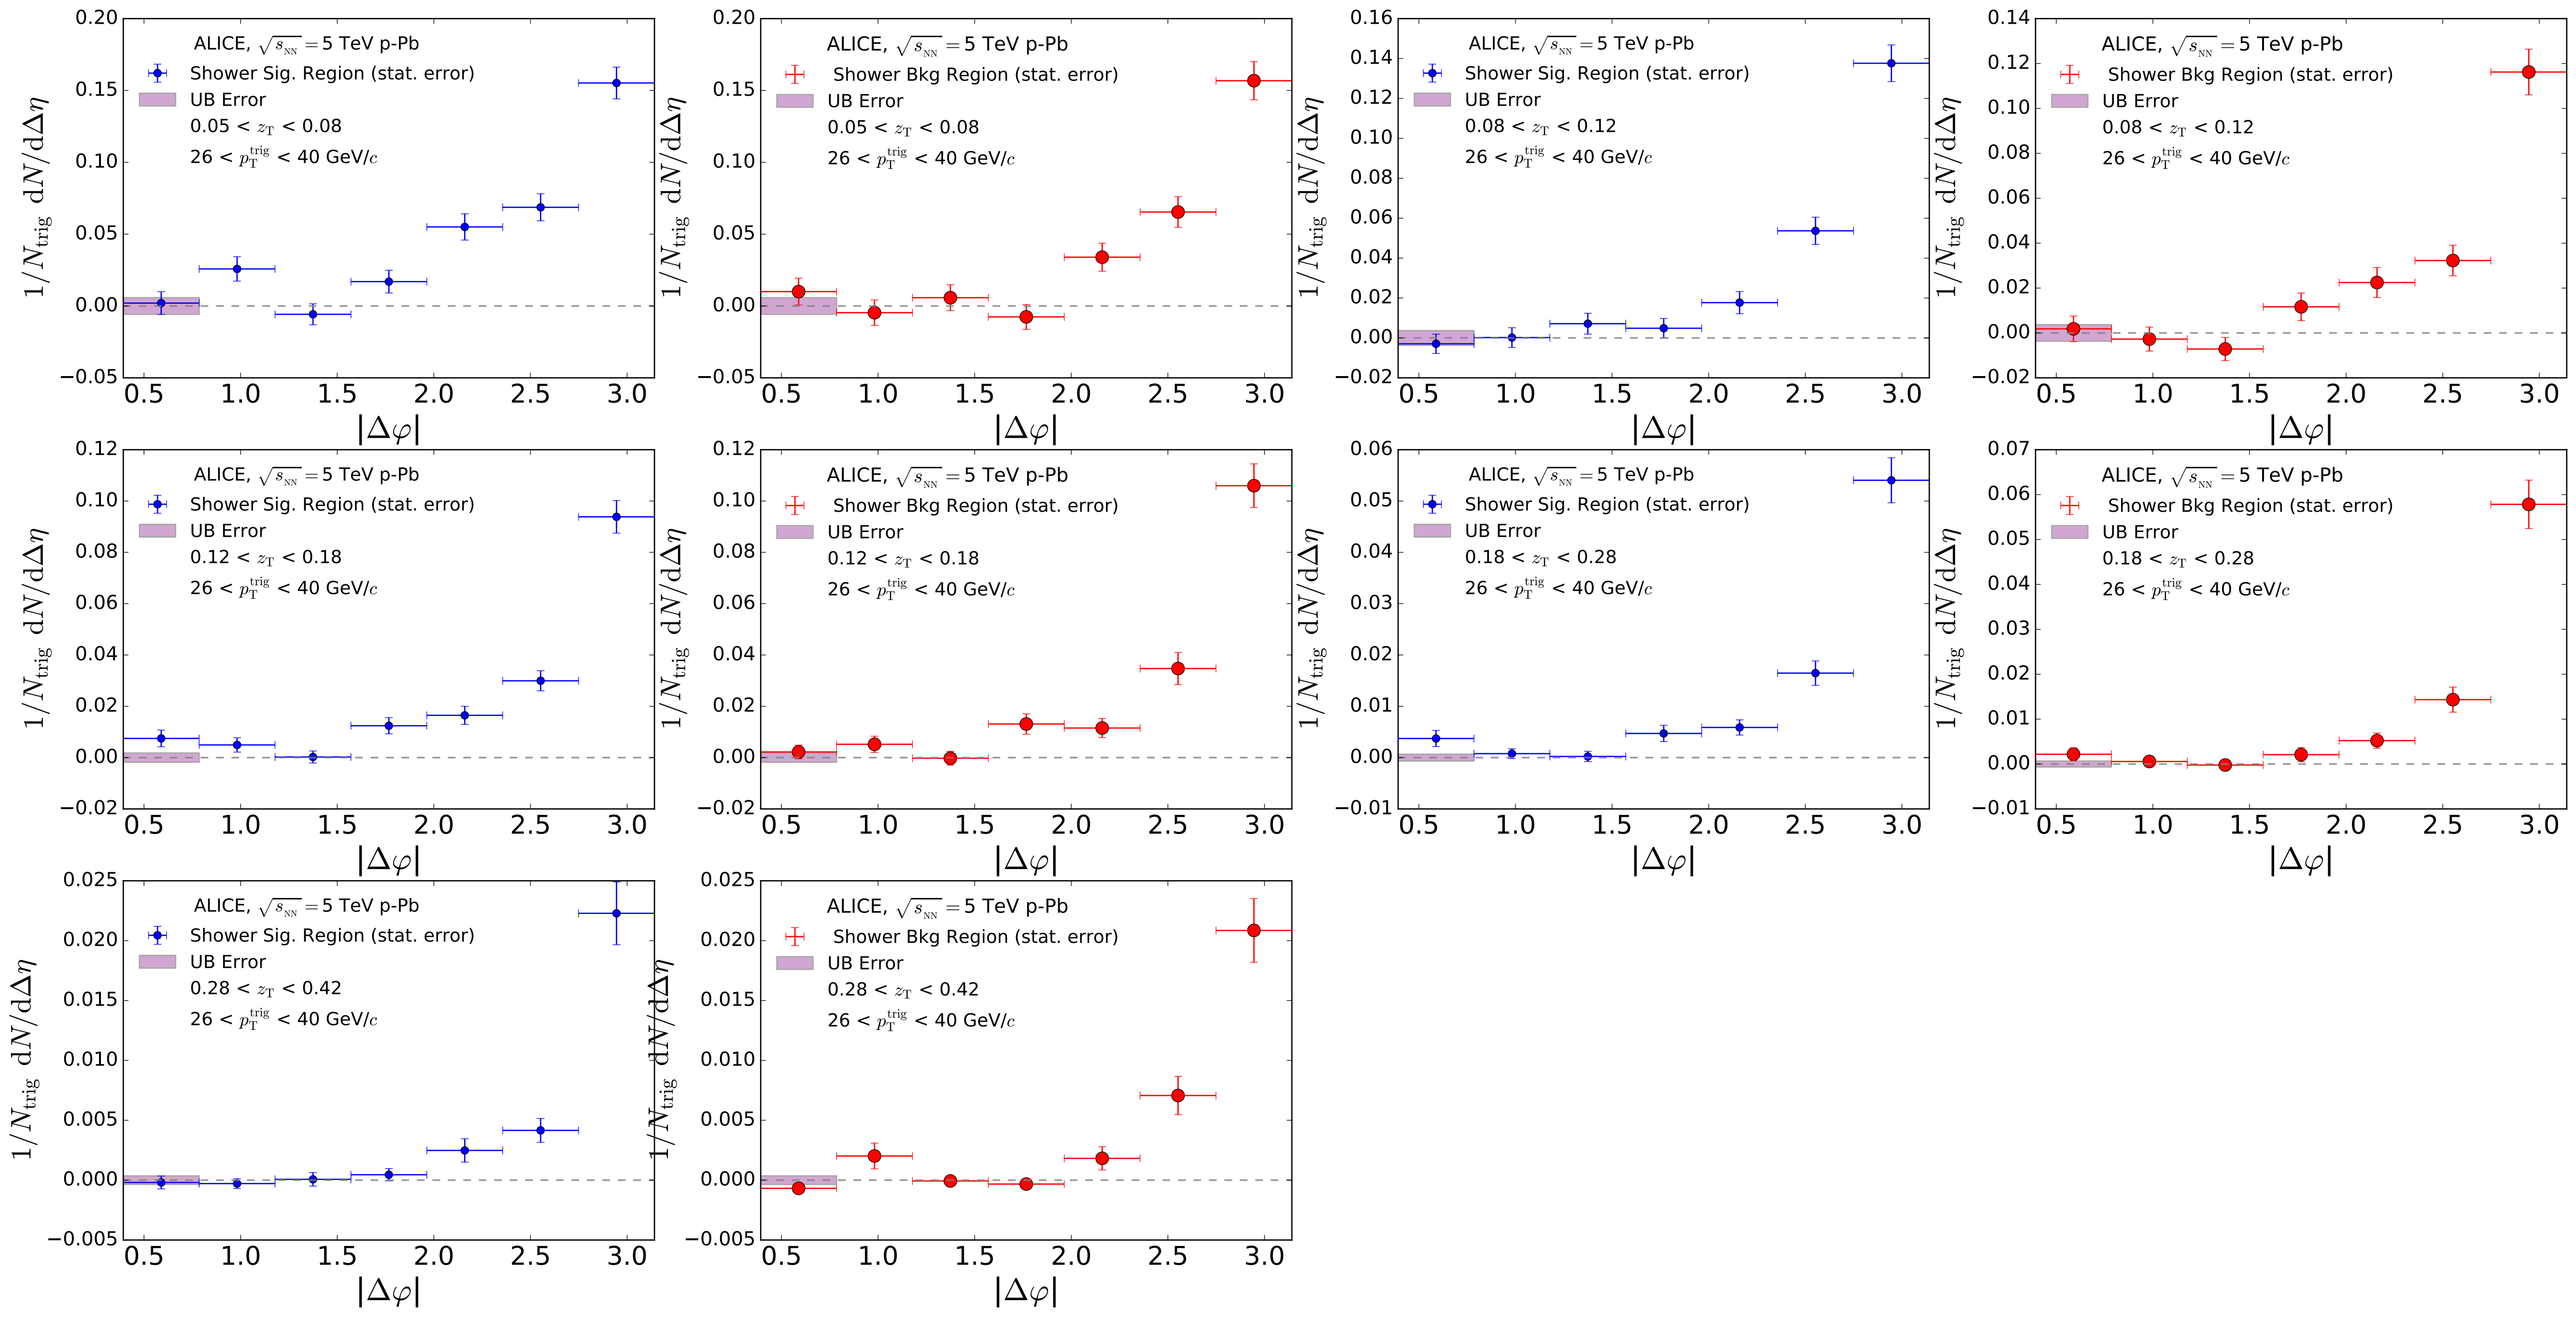 0.20
0.15
0.10
0.05
0.00
−0.05
1/N_trig dN/dΔη
ALICE, √s_NN = 5 TeV p-Pb
Shower Sig. Region (stat. error)
UB Error
0.05 < z_T < 0.08
26 < p_T^trig < 40 GeV/c
0.5 1.0 1.5 2.0 2.5 3.0
|Δφ|
0.20
0.15
0.10
0.05
0.00
−0.05
1/N_trig dN/dΔη
ALICE, √s_NN = 5 TeV p-Pb
Shower Bkg Region (stat. error)
UB Error
0.05 < z_T < 0.08
26 < p_T^trig < 40 GeV/c
0.5 1.0 1.5 2.0 2.5 3.0
|Δφ|
0.16
0.14
0.12
0.10
0.08
0.06
0.04
0.02
0.00
−0.02
1/N_trig dN/dΔη
ALICE, √s_NN = 5 TeV p-Pb
Shower Sig. Region (stat. error)
UB Error
0.08 < z_T < 0.12
26 < p_T^trig < 40 GeV/c
0.5 1.0 1.5 2.0 2.5 3.0
|Δφ|
0.14
0.12
0.10
0.08
0.06
0.04
0.02
0.00
−0.02
1/N_trig dN/dΔη
ALICE, √s_NN = 5 TeV p-Pb
Shower Bkg Region (stat. error)
UB Error
0.08 < z_T < 0.12
26 < p_T^trig < 40 GeV/c
0.5 1.0 1.5 2.0 2.5 3.0
|Δφ|
0.12
0.10
0.08
0.06
0.04
0.02
0.00
−0.02
1/N_trig dN/dΔη
ALICE, √s_NN = 5 TeV p-Pb
Shower Sig. Region (stat. error)
UB Error
0.12 < z_T < 0.18
26 < p_T^trig < 40 GeV/c
0.5 1.0 1.5 2.0 2.5 3.0
|Δφ|
0.12
0.10
0.08
0.06
0.04
0.02
0.00
−0.02
1/N_trig dN/dΔη
ALICE, √s_NN = 5 TeV p-Pb
Shower Bkg Region (stat. error)
UB Error
0.12 < z_T < 0.18
26 < p_T^trig < 40 GeV/c
0.5 1.0 1.5 2.0 2.5 3.0
|Δφ|
0.06
0.05
0.04
0.03
0.02
0.01
0.00
−0.01
1/N_trig dN/dΔη
ALICE, √s_NN = 5 TeV p-Pb
Shower Sig. Region (stat. error)
UB Error
0.18 < z_T < 0.28
26 < p_T^trig < 40 GeV/c
0.5 1.0 1.5 2.0 2.5 3.0
|Δφ|
0.07
0.06
0.05
0.04
0.03
0.02
0.01
0.00
−0.01
1/N_trig dN/dΔη
ALICE, √s_NN = 5 TeV p-Pb
Shower Bkg Region (stat. error)
UB Error
0.18 < z_T < 0.28
26 < p_T^trig < 40 GeV/c
0.5 1.0 1.5 2.0 2.5 3.0
|Δφ|
0.025
0.020
0.015
0.010
0.005
0.000
−0.005
1/N_trig dN/dΔη
ALICE, √s_NN = 5 TeV p-Pb
Shower Sig. Region (stat. error)
UB Error
0.28 < z_T < 0.42
26 < p_T^trig < 40 GeV/c
0.5 1.0 1.5 2.0 2.5 3.0
|Δφ|
0.025
0.020
0.015
0.010
0.005
0.000
−0.005
1/N_trig dN/dΔη
ALICE, √s_NN = 5 TeV p-Pb
Shower Bkg Region (stat. error)
UB Error
0.28 < z_T < 0.42
26 < p_T^trig < 40 GeV/c
0.5 1.0 1.5 2.0 2.5 3.0
|Δφ|